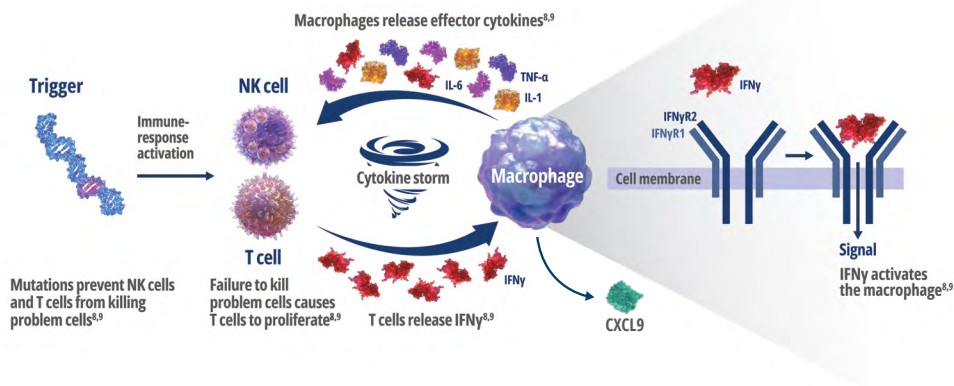 Macrophages release effector cytokines8,9
Trigger
NK cell
IL-6
TNF-α
IL-1
Immune-
response
activation
Cytokine storm
Macrophage
T cell
IFNγ
Mutations prevent NK cells
and T cells from killing
problem cells8,9
Failure to kill
problem cells causes
T cells to proliferate8,9
T cells release IFNγ8,9
CXCL9
IFNγ
IFNγR2
IFNγR1
Cell membrane
Signal
IFNγ activates
the macrophage8,9